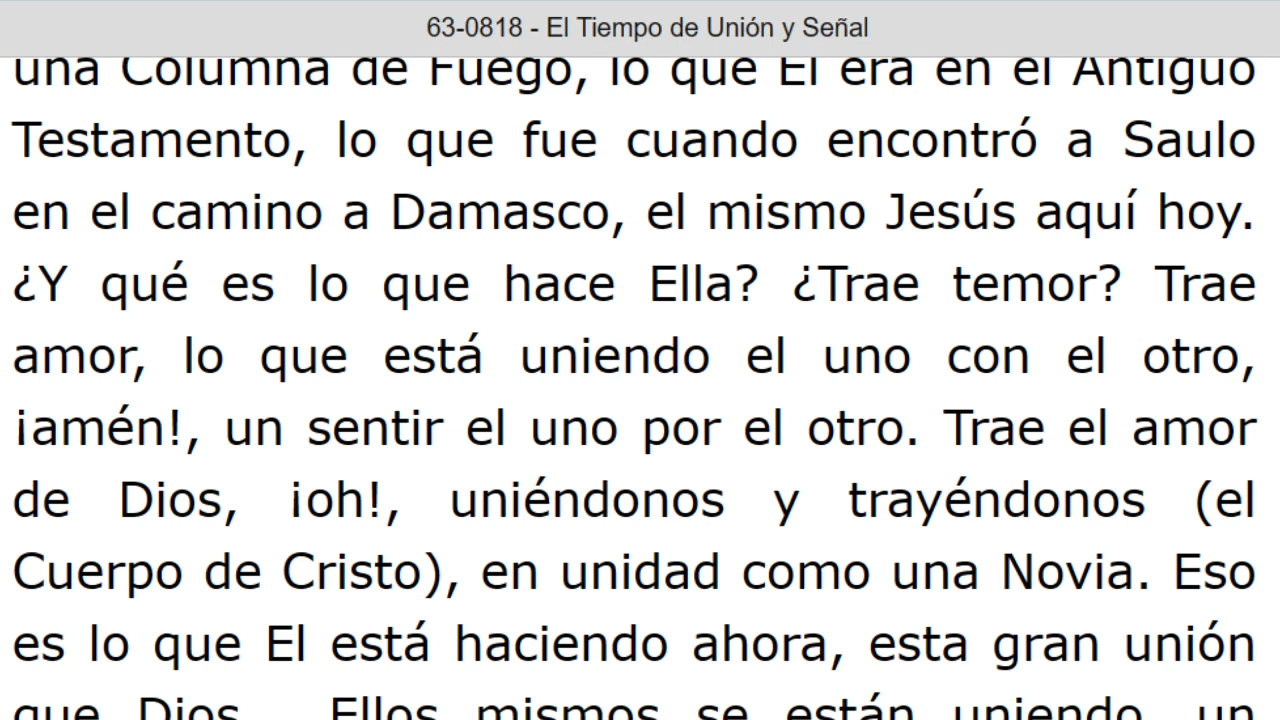 63-0818 - El Tiempo de Unión y Señal
una Columna de Fuego, lo que El era en el Antiguo
Testamento, lo que fue cuando encontró a Saulo
en el camino a Damasco, el mismo Jesús aquí hoy.
¿Y qué es lo que hace Ella? ¿Trae temor? Trae
amor, lo que está uniendo el uno con el otro,
¡amén!, un sentir el uno por el otro. Trae el amor
de Dios, ¡oh!, uniéndonos y trayéndonos (el
Cuerpo de Cristo), en unidad como una Novia. Eso
es lo que El está haciendo ahora, esta gran unión
que Dios... Ellos mismos se están uniendo, un